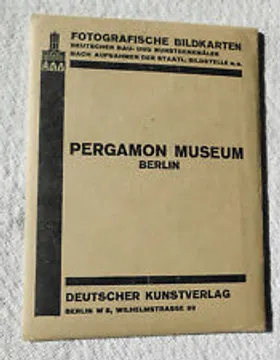 FOTOGRAFISCHE BILDKARTEN
DEUTSCHER BAU- UND KUNSTDENKMÄLER
NACH AUFNAHMEN DER STAATL. BILDSTELLE U.A.
PERGAMON MUSEUM
BERLIN
DEUTSCHER KUNSTVERLAG
BERLIN W 8, WILHELMSTRASSE 69